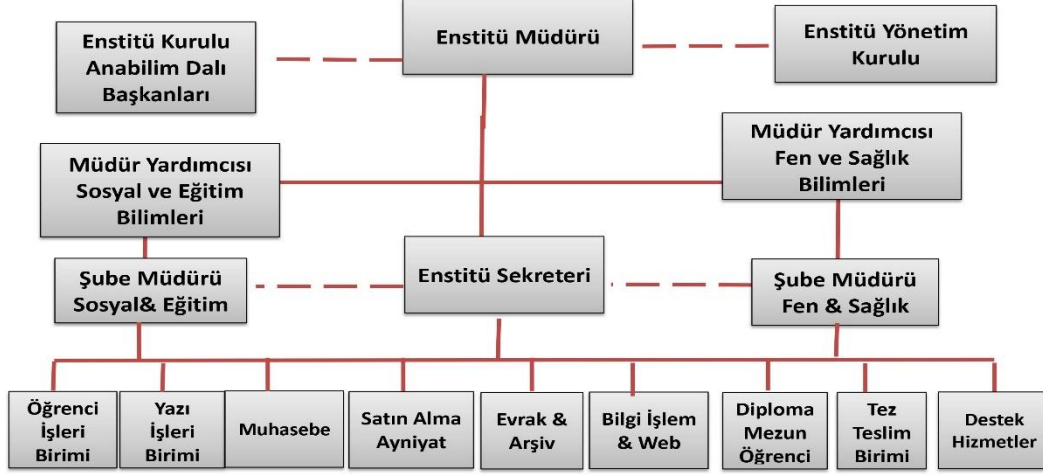 Enstitü Kurulu
Anabilim Dalı
Başkanları
Enstitü Müdürü
Enstitü Yönetim
Kurulu
Müdür Yardımcısı
Sosyal ve Eğitim
Bilimleri
Müdür Yardımcısı
Fen ve Sağlık
Bilimleri
Şube Müdürü
Sosyal& Eğitim
Enstitü Sekreteri
Şube Müdürü
Fen & Sağlık
Öğrenci
İşleri
Birimi
Yazı
İşleri
Birimi
Muhasebe
Satın Alma
Ayniyat
Evrak &
Arşiv
Bilgi İşlem
& Web
Diploma
Mezun
Öğrenci
Tez
Teslim
Birimi
Destek
Hizmetler